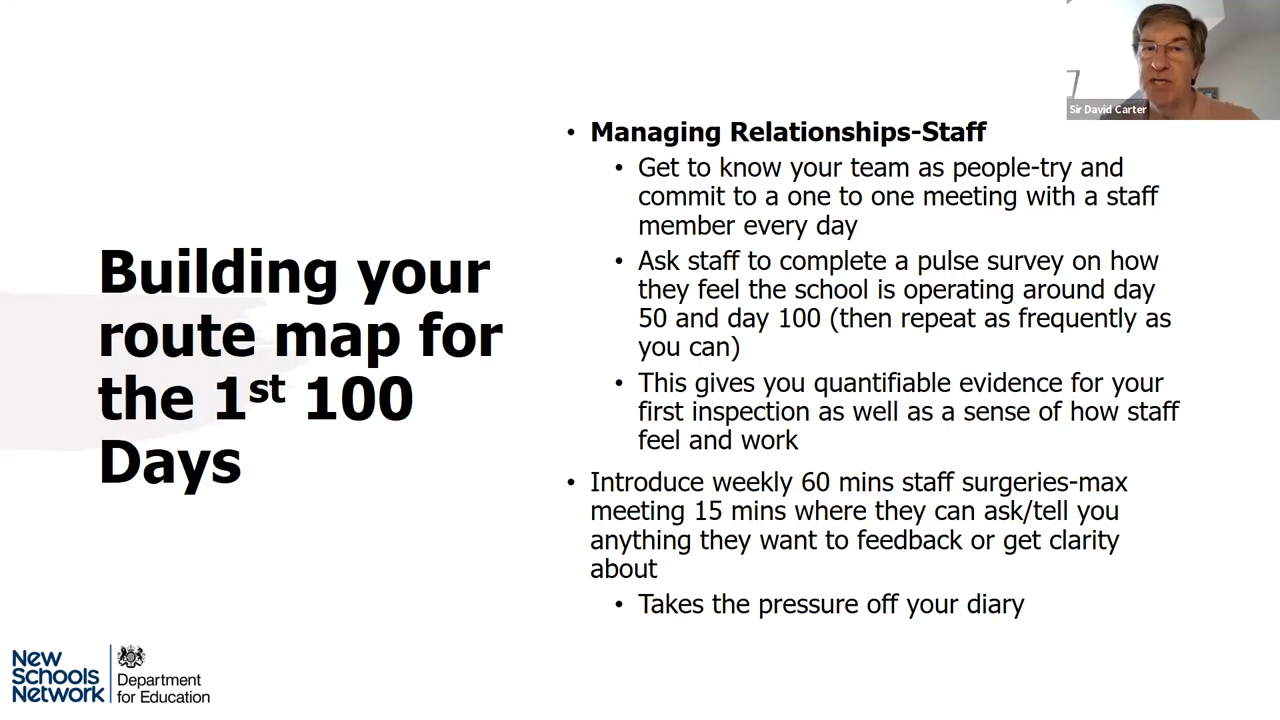 Sir David Carter
Building your
route map for
the 1st 100
Days
• Managing Relationships-Staff
• Get to know your team as people-try and
commit to a one to one meeting with a staff
member every day
• Ask staff to complete a pulse survey on how
they feel the school is operating around day
50 and day 100 (then repeat as frequently as
you can)
• This gives you quantifiable evidence for your
first inspection as well as a sense of how staff
feel and work
• Introduce weekly 60 mins staff surgeries-max
meeting 15 mins where they can ask/tell you
anything they want to feedback or get clarity
about
• Takes the pressure off your diary
New
Schools
Network
Department
for Education